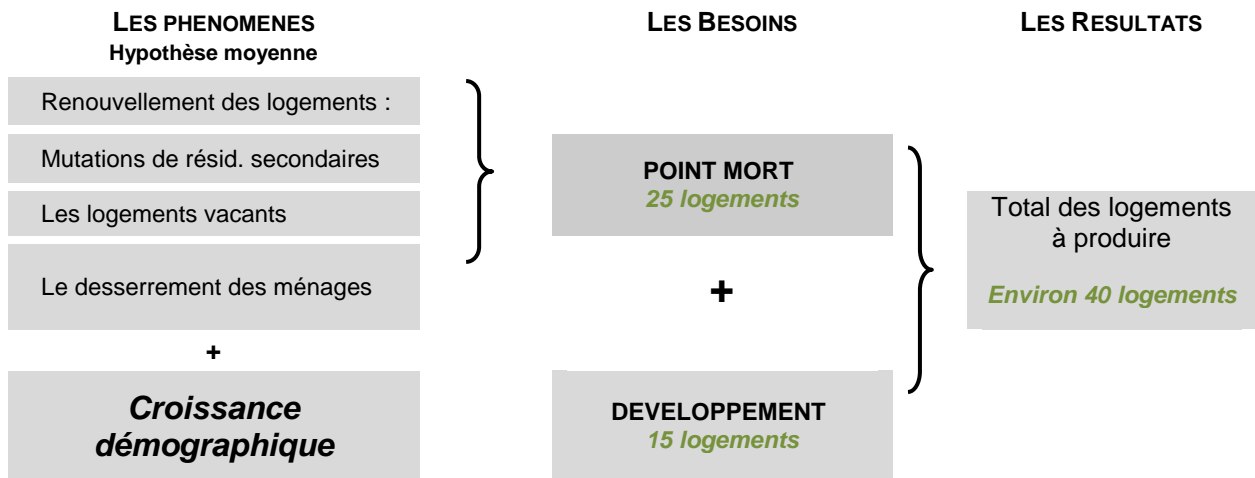 LES PHENOMENES
Hypothèse moyenne
Renouvellement des logements :
Mutations de résid. secondaires
Les logements vacants
Le desserrement des ménages
+
Croissance
démographique
LES BESOINS
POINT MORT
25 logements
+
DEVELOPPEMENT
15 logements
LES RESULTATS
Total des logements
à produire
Environ 40 logements